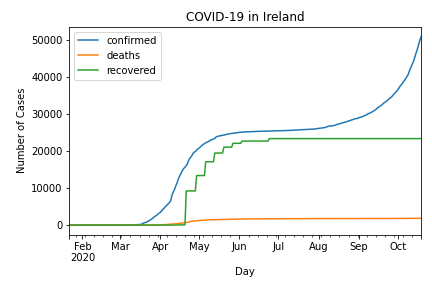 COVID-19 in Ireland
confirmed
deaths
recovered
Number of Cases
50000
40000
30000
20000
10000
0
Feb Mar Apr May Jun Jul Aug Sep Oct
2020
Day